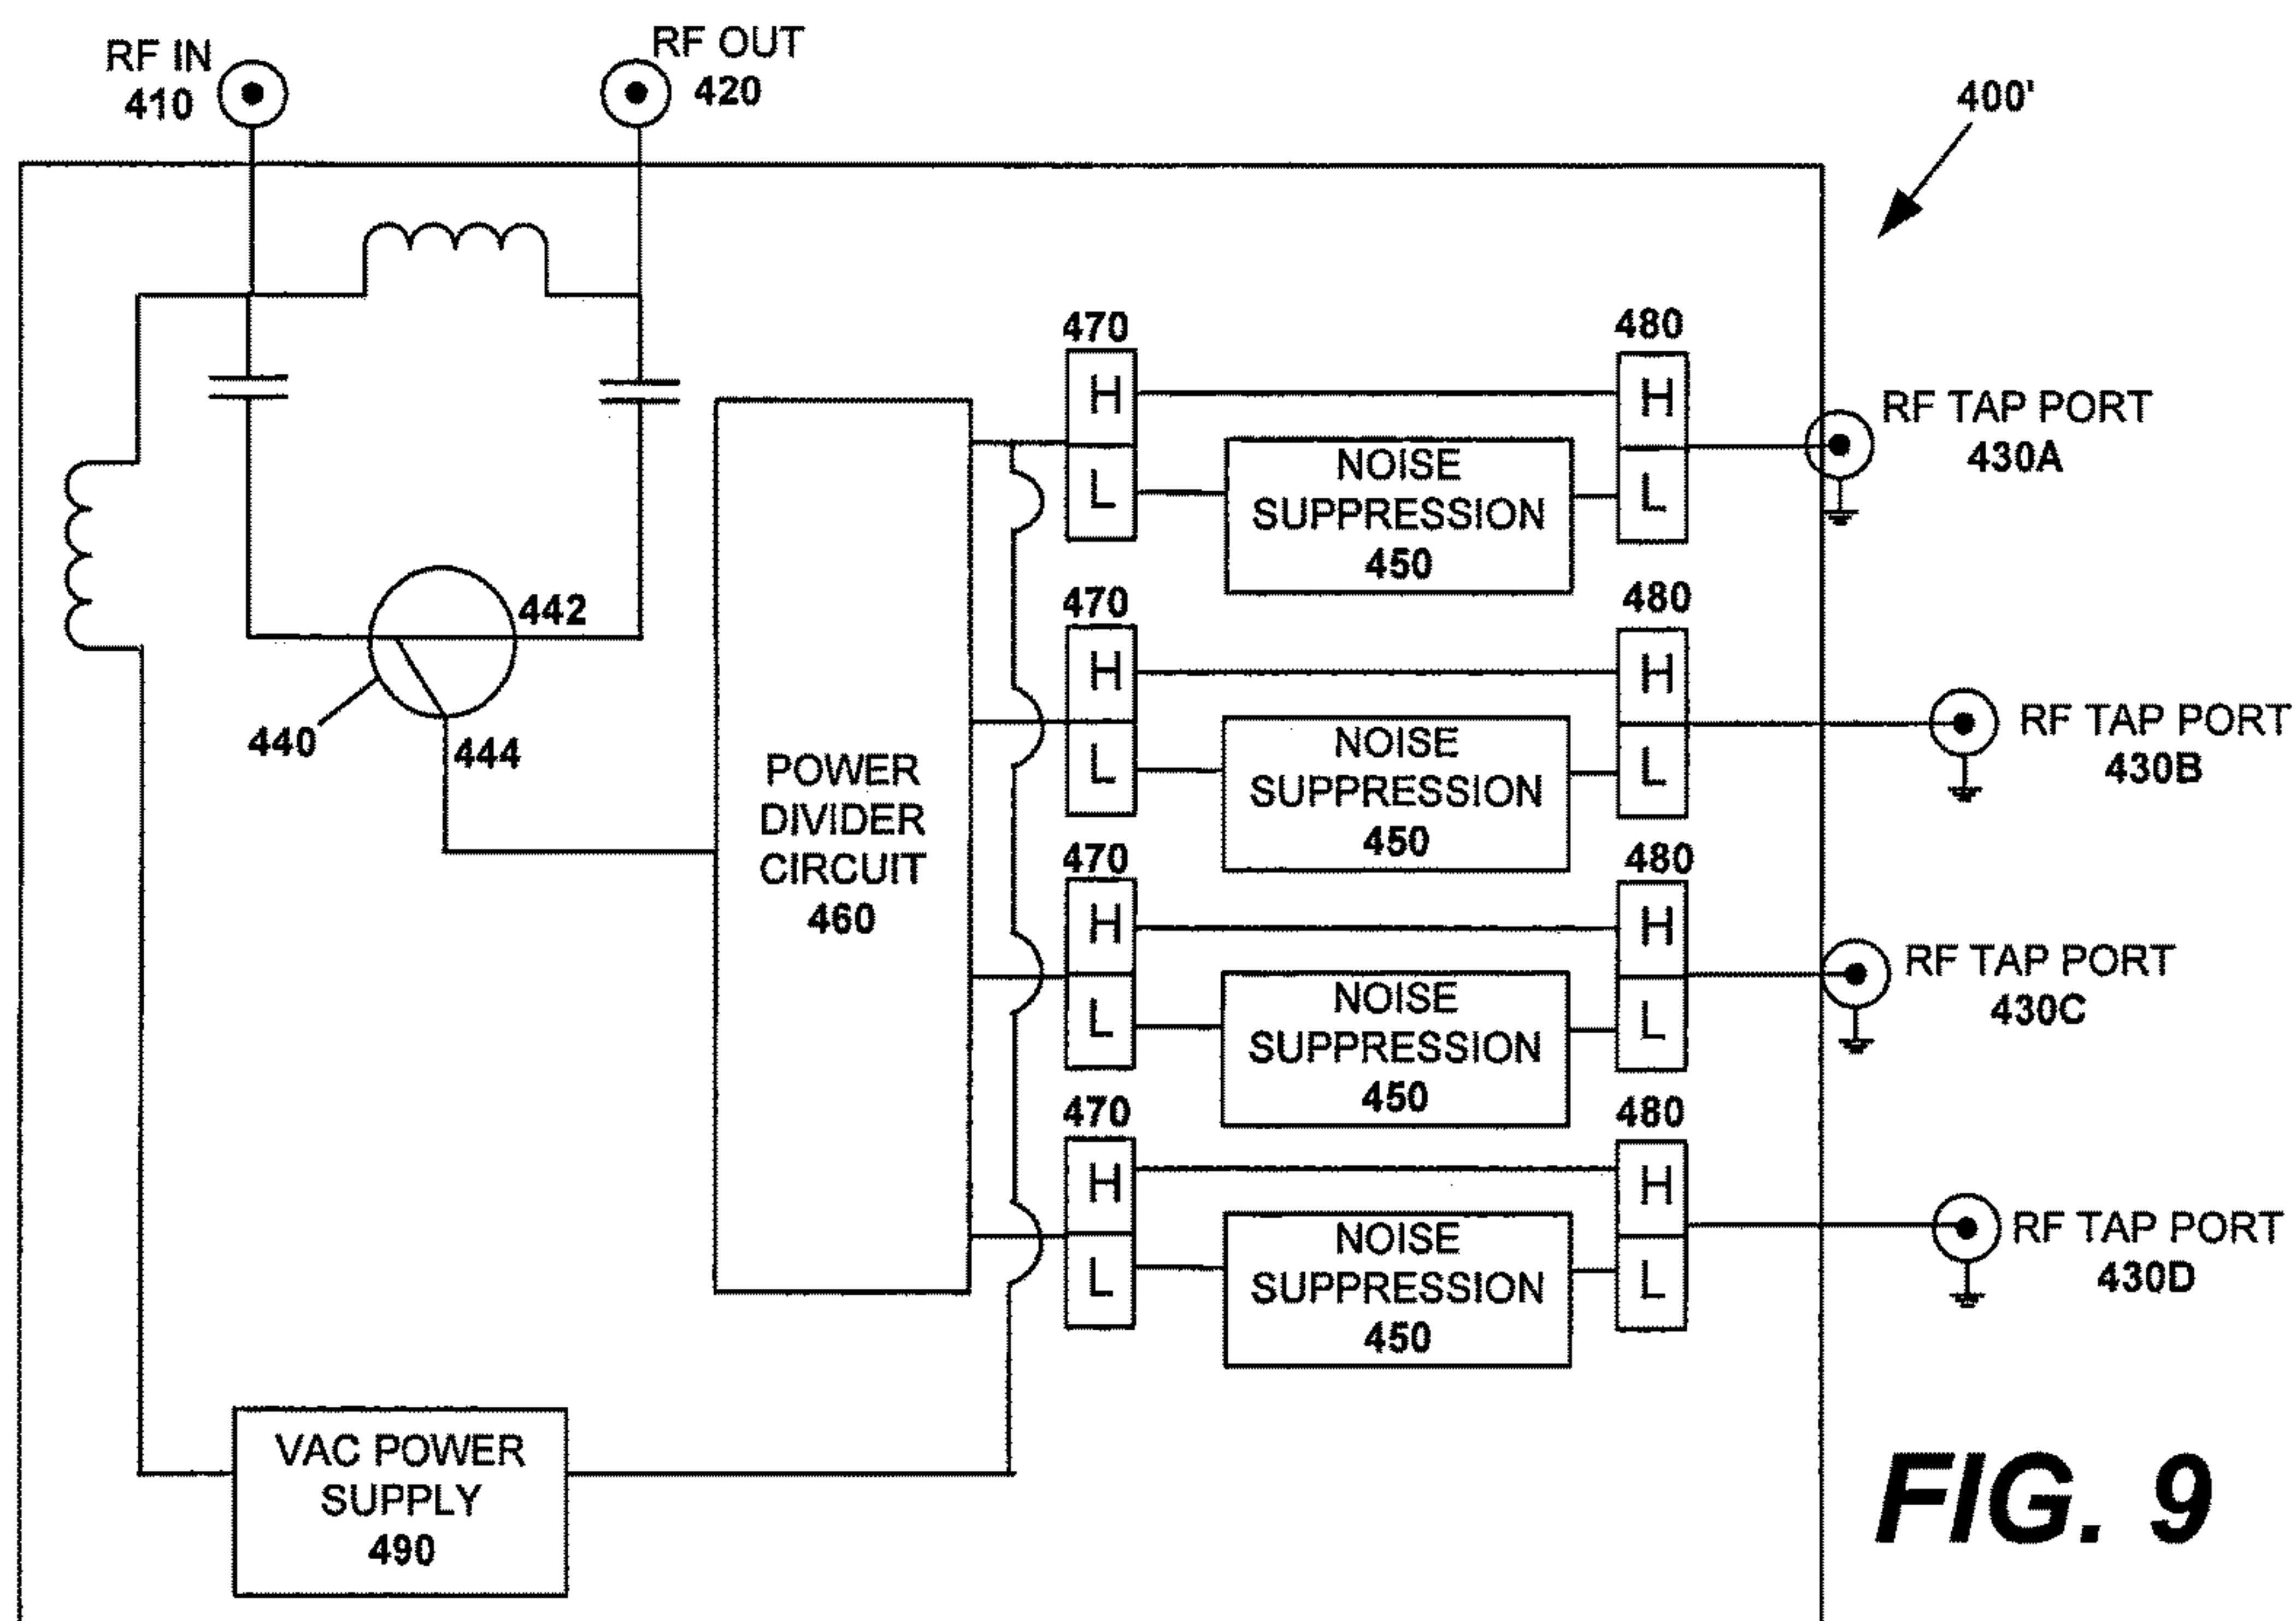 RF IN
410
RF OUT
420
400'
470
480
H
H
RF TAP PORT
430A
L
NOISE
SUPPRESSION
450
L
442
440
444
470
480
H
H
RF TAP PORT
430B
L
NOISE
SUPPRESSION
450
L
POWER
DIVIDER
CIRCUIT
460
470
480
H
H
RF TAP PORT
430C
L
NOISE
SUPPRESSION
450
L
470
480
H
H
RF TAP PORT
430D
L
NOISE
SUPPRESSION
450
L
VAC POWER
SUPPLY
490
FIG. 9